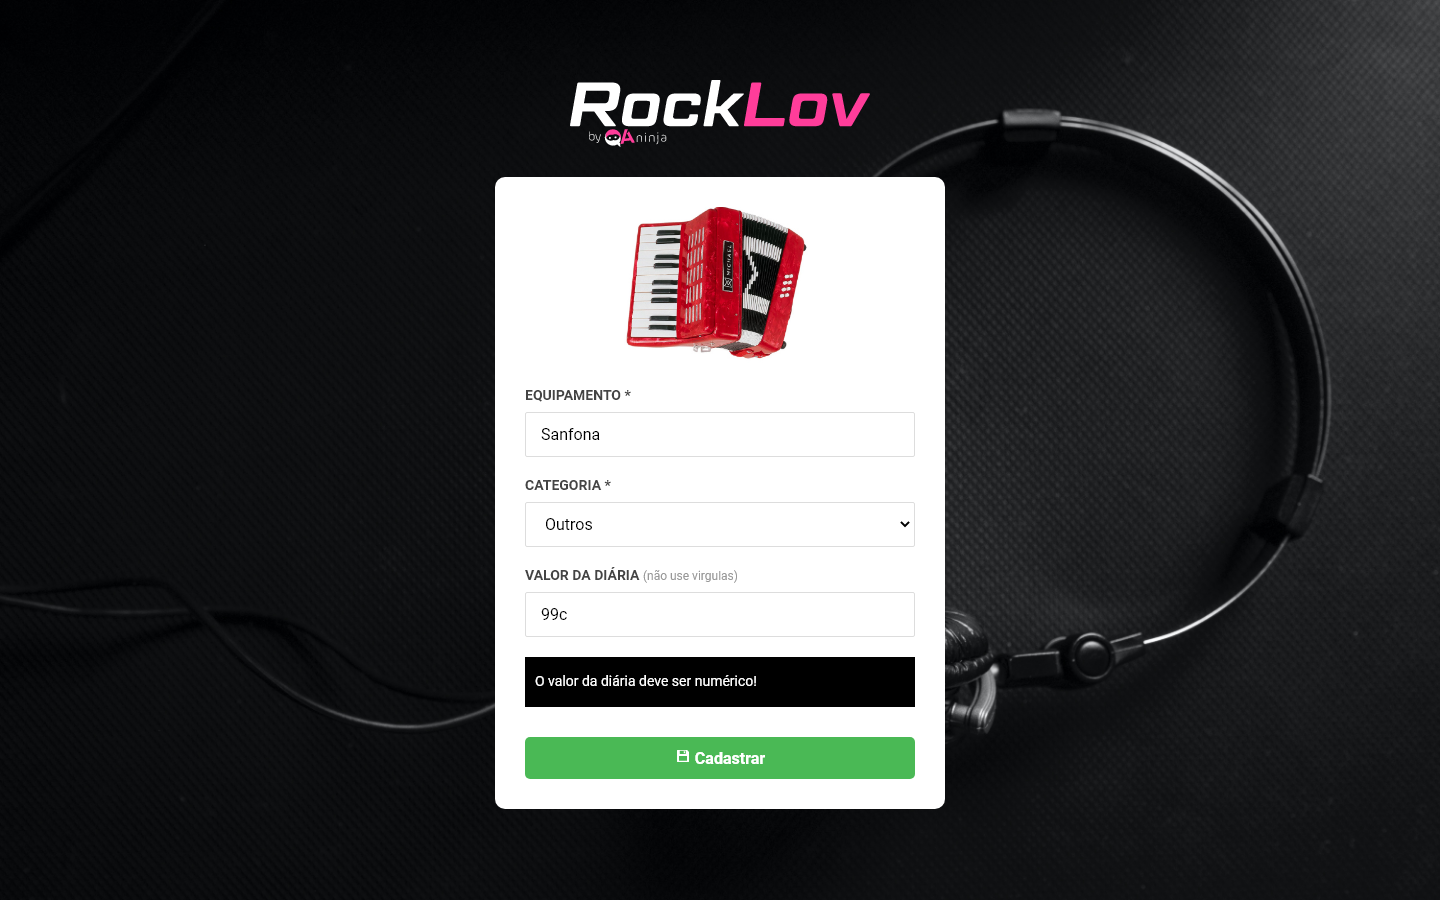 RockLov
by QAninja
MICHAEL
EQUIPAMENTO *
Sanfona
CATEGORIA *
Outros
VALOR DA DIÁRIA (não use virgulas)
99c
O valor da diária deve ser numérico!
Cadastrar